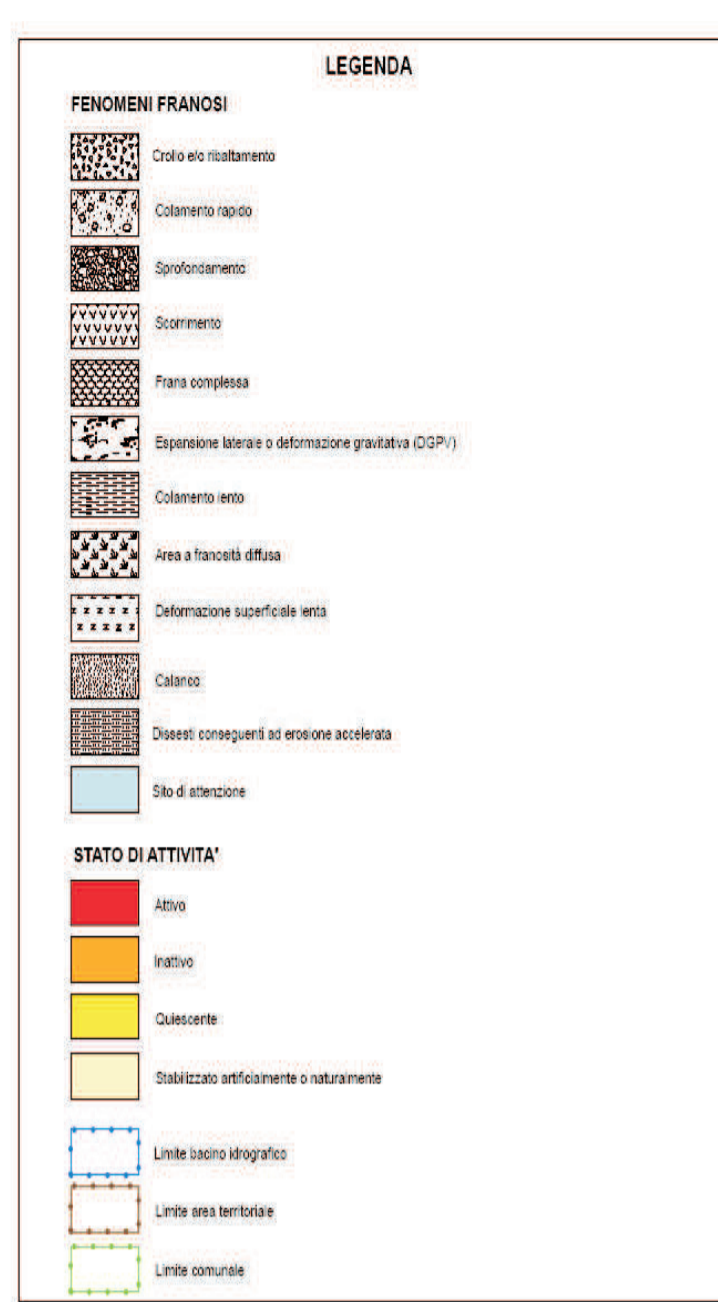 LEGENDA
FENOMENI FRANOSI
Crollo e/o ribaltamento
Colamento rapido
Sprofondamento
Scorrimento
Frana complessa
Espansione laterale o deformazione gravitativa (DGPV)
Colamento lento
Area a franosità diffusa
Deformazione superficiale lenta
Calanco
Dissesti conseguenti ad erosione accelerata
Sito di attenzione
STATO DI ATTIVITA'
Attivo
Inattivo
Quiescente
Stabilizzato artificialmente o naturalmente
Limite bacino idrografico
Limite area territoriale
Limite comunale